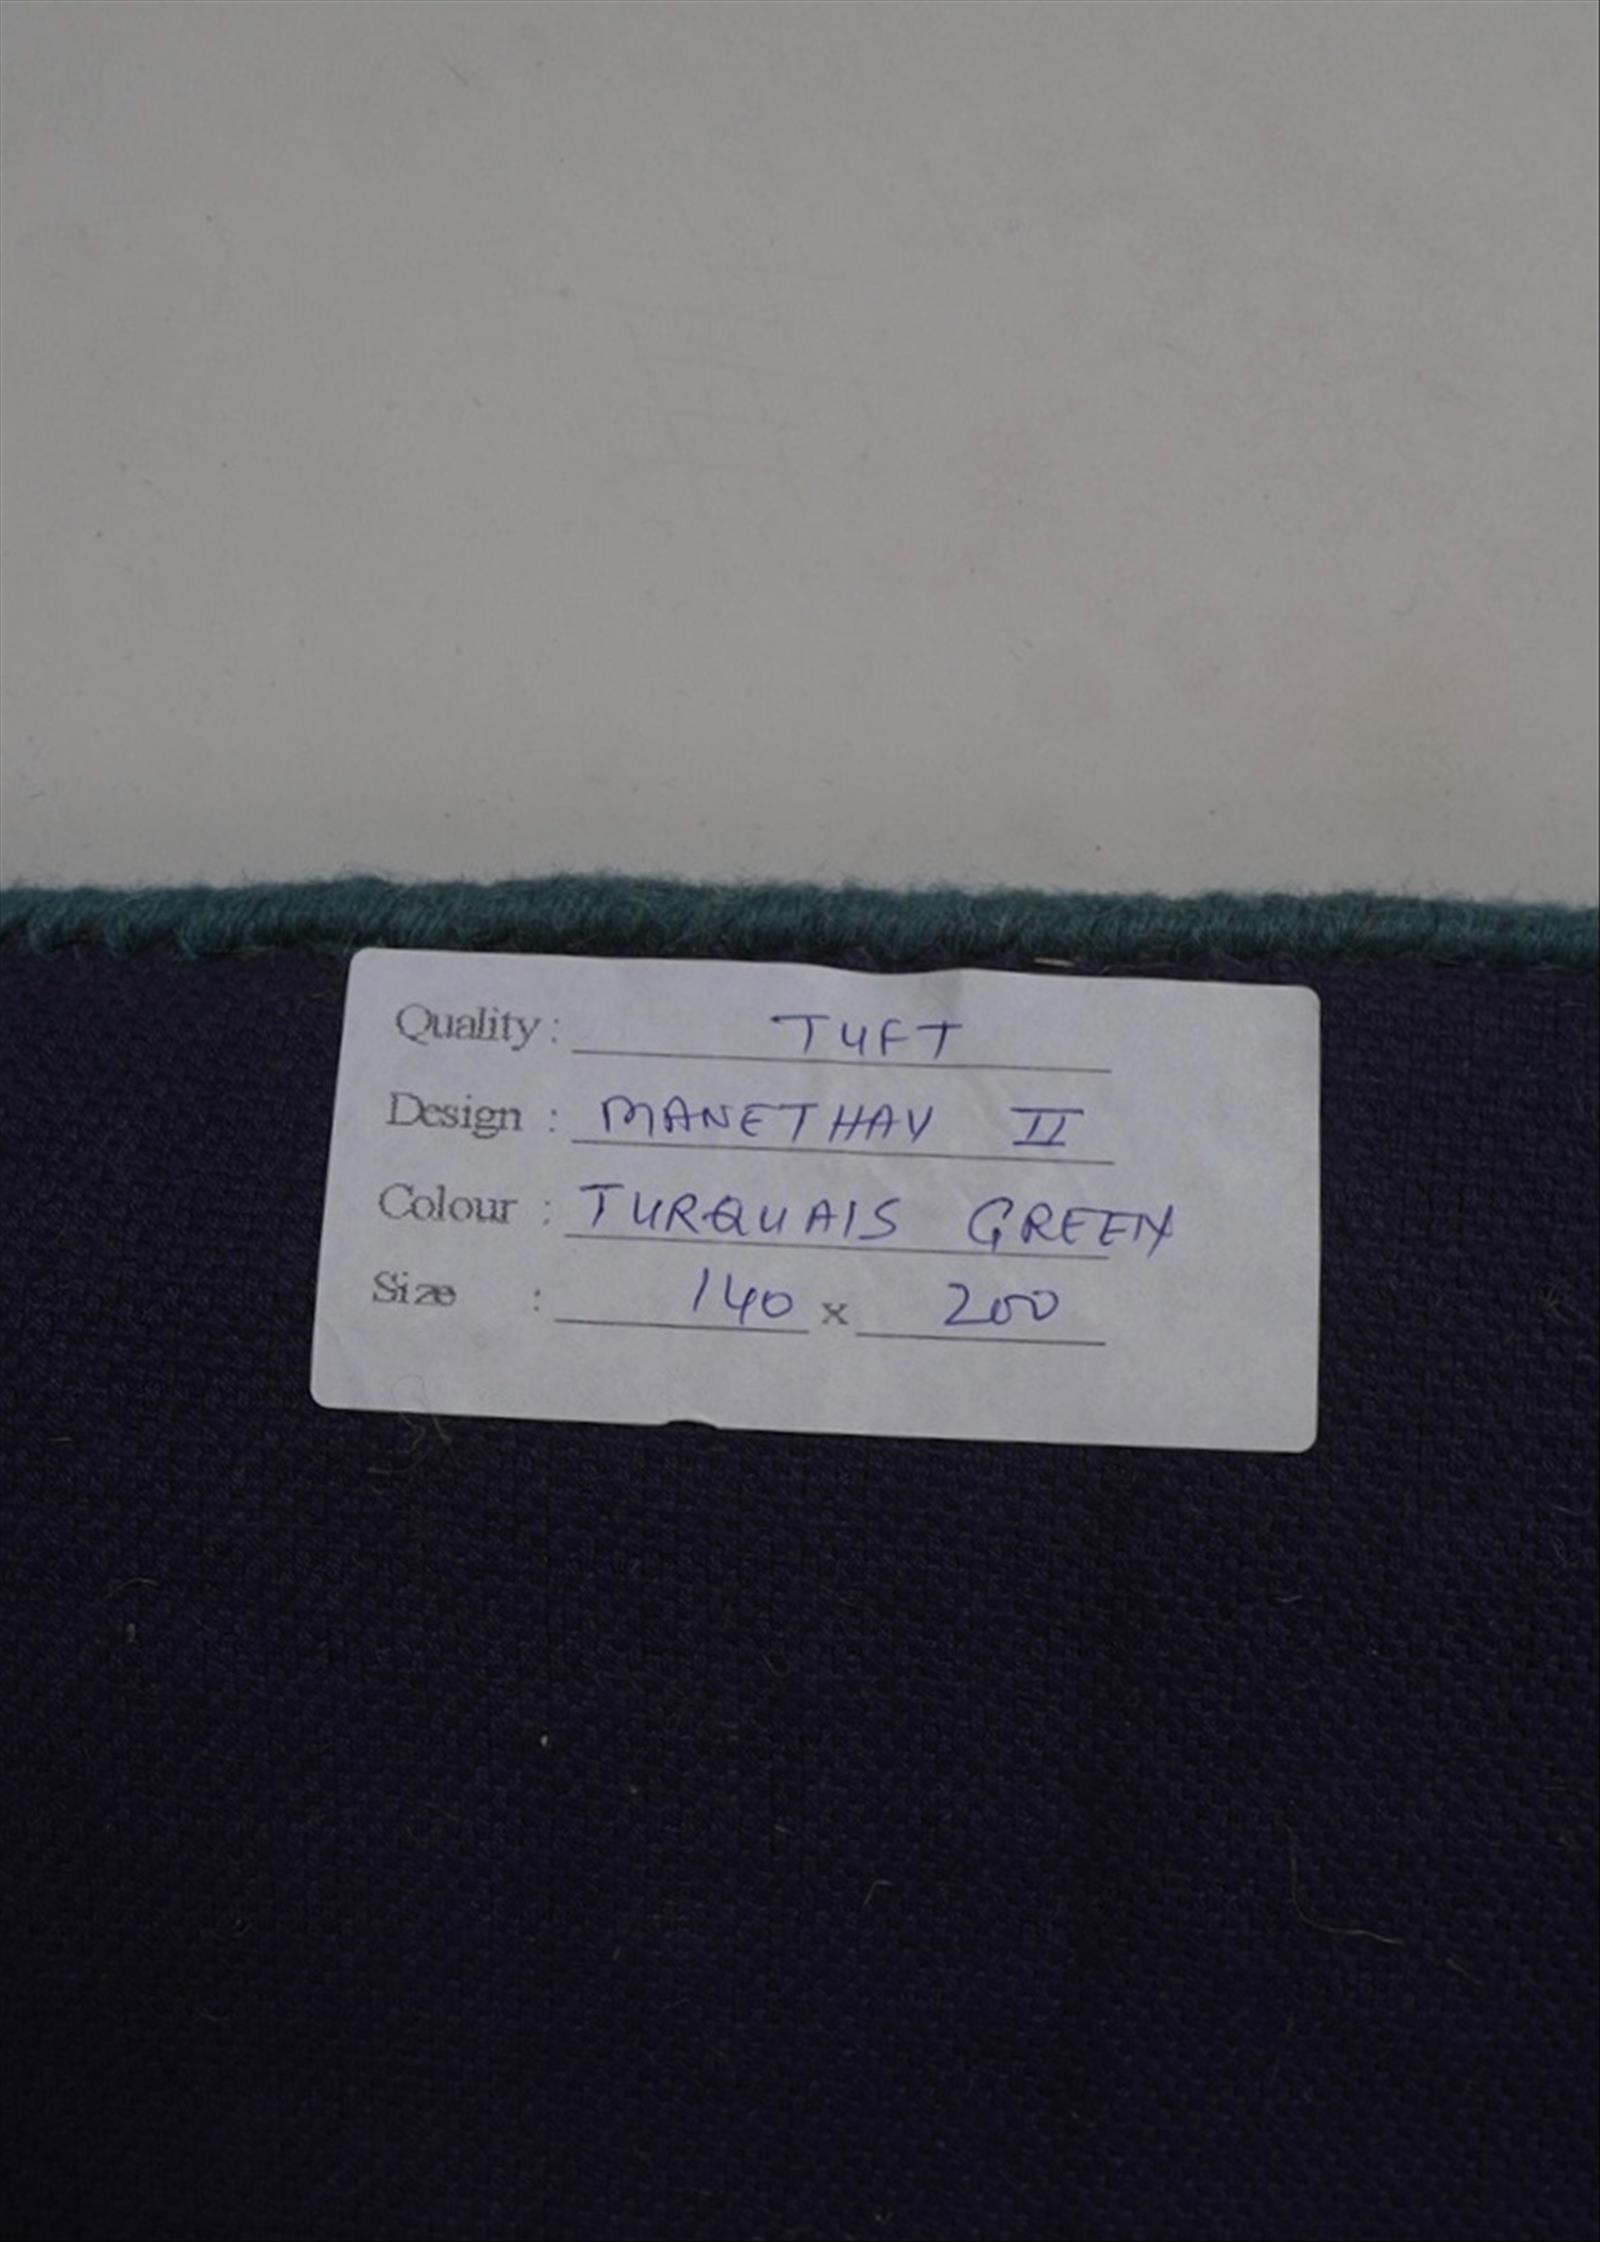 Quality: TUFT
Design : MANETHAV II
Colour : TURQUAIS GREEN
Size : 140 x 200